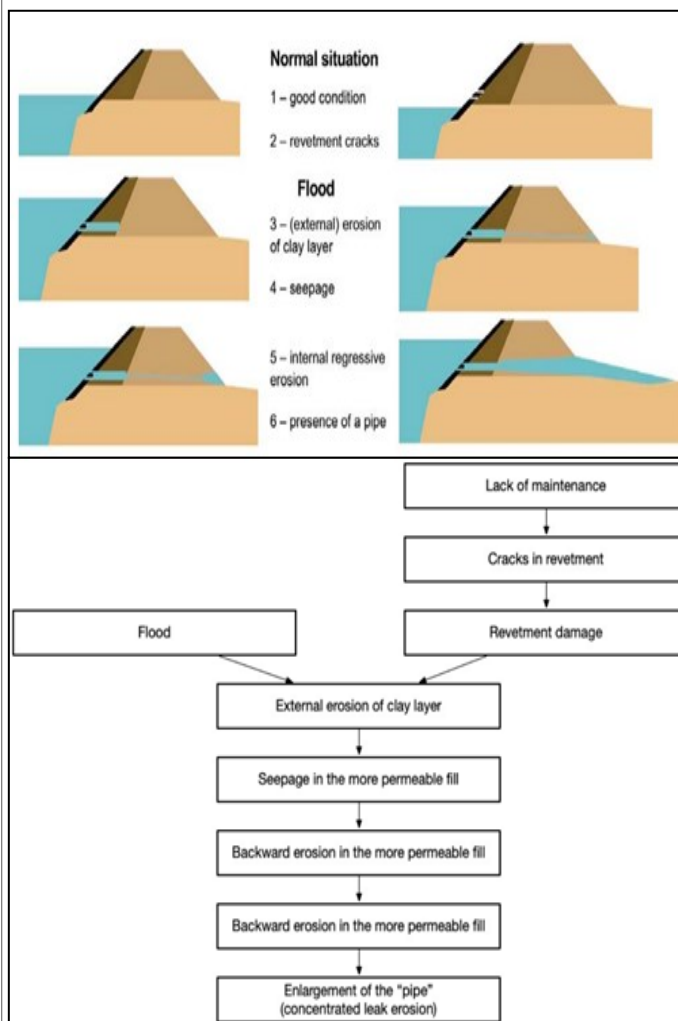 Normal situation
1 – good condition
2 – revetment cracks
Flood
3 – (external) erosion
of clay layer
4 – seepage
5 – internal regressive
erosion
6 – presence of a pipe
Lack of maintenance
Cracks in revetment
Flood
Revetment damage
External erosion of clay layer
Seepage in the more permeable fill
Backward erosion in the more permeable fill
Backward erosion in the more permeable fill
Enlargement of the “pipe”
(concentrated leak erosion)